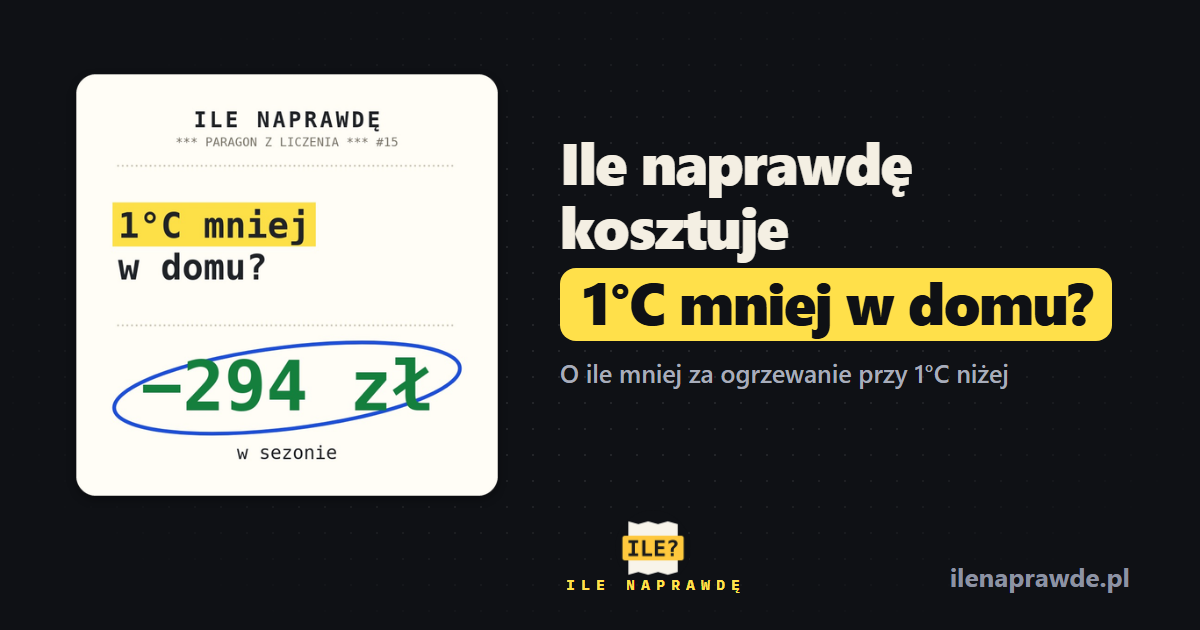 ILE NAPRAWDĘ
*** PARAGON Z LICZENIA *** #15
1°C mniej
w domu?
−294 zł
w sezonie
Ile naprawdę
kosztuje
1°C mniej w domu?
O ile mniej za ogrzewanie przy 1°C niżej
ILE?
ILE NAPRAWDĘ
ilenaprawde.pl